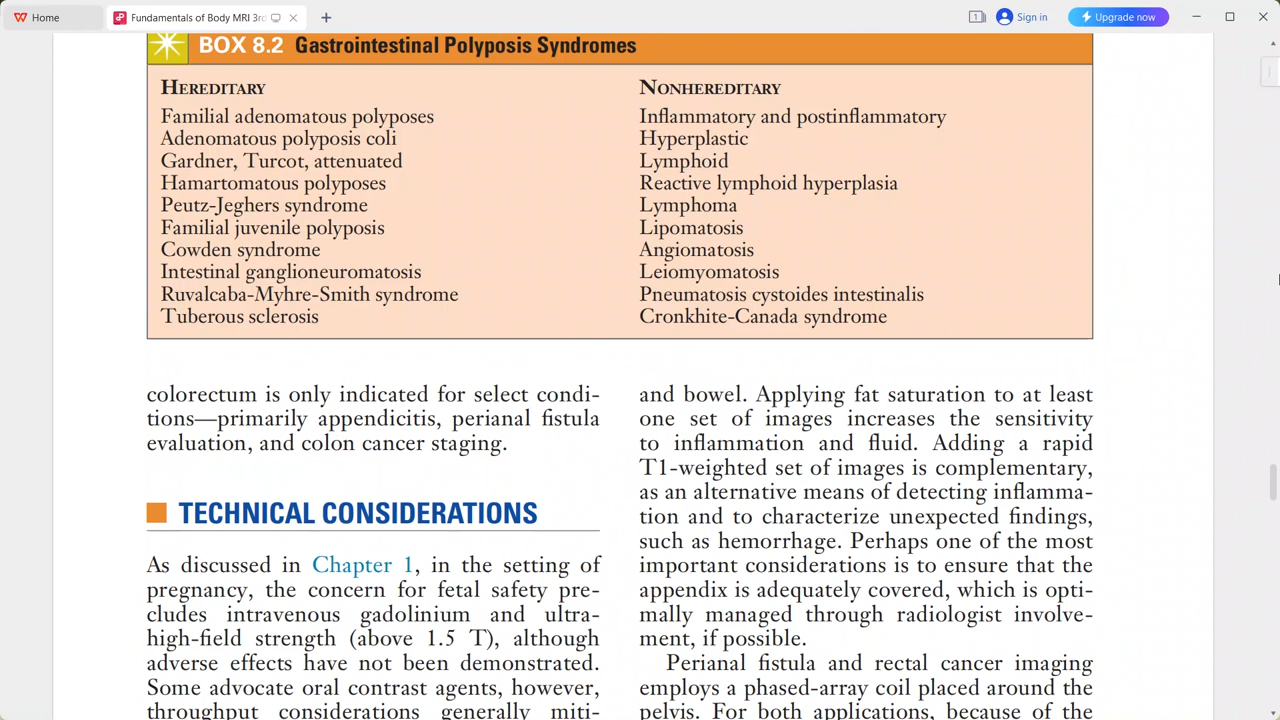 Home
Fundamentals of Body MRI 3rd
Sign in
Upgrade now
BOX 8.2 Gastrointestinal Polyposis Syndromes
HEREDITARY
Familial adenomatous polyposes
Adenomatous polyposis coli
Gardner, Turcot, attenuated
Hamartomatous polyposes
Peutz-Jeghers syndrome
Familial juvenile polyposis
Cowden syndrome
Intestinal ganglioneuromatosis
Ruvalcaba-Myhre-Smith syndrome
Tuberous sclerosis
NONHEREDITARY
Inflammatory and postinflammatory
Hyperplastic
Lymphoid
Reactive lymphoid hyperplasia
Lymphoma
Lipomatosis
Angiomatosis
Leiomyomatosis
Pneumatosis cystoides intestinalis
Cronkhite-Canada syndrome
colorectum is only indicated for select condi-
tions—primarily appendicitis, perianal fistula
evaluation, and colon cancer staging.
TECHNICAL CONSIDERATIONS
As discussed in Chapter 1, in the setting of
pregnancy, the concern for fetal safety pre-
cludes intravenous gadolinium and ultra-
high-field strength (above 1.5 T), although
adverse effects have not been demonstrated.
Some advocate oral contrast agents, however,
throughput considerations generally miti-
and bowel. Applying fat saturation to at least
one set of images increases the sensitivity
to inflammation and fluid. Adding a rapid
T1-weighted set of images is complementary,
as an alternative means of detecting inflamma-
tion and to characterize unexpected findings,
such as hemorrhage. Perhaps one of the most
important considerations is to ensure that the
appendix is adequately covered, which is opti-
mally managed through radiologist involve-
ment, if possible.
Perianal fistula and rectal cancer imaging
employs a phased-array coil placed around the
pelvis. For both applications, because of the